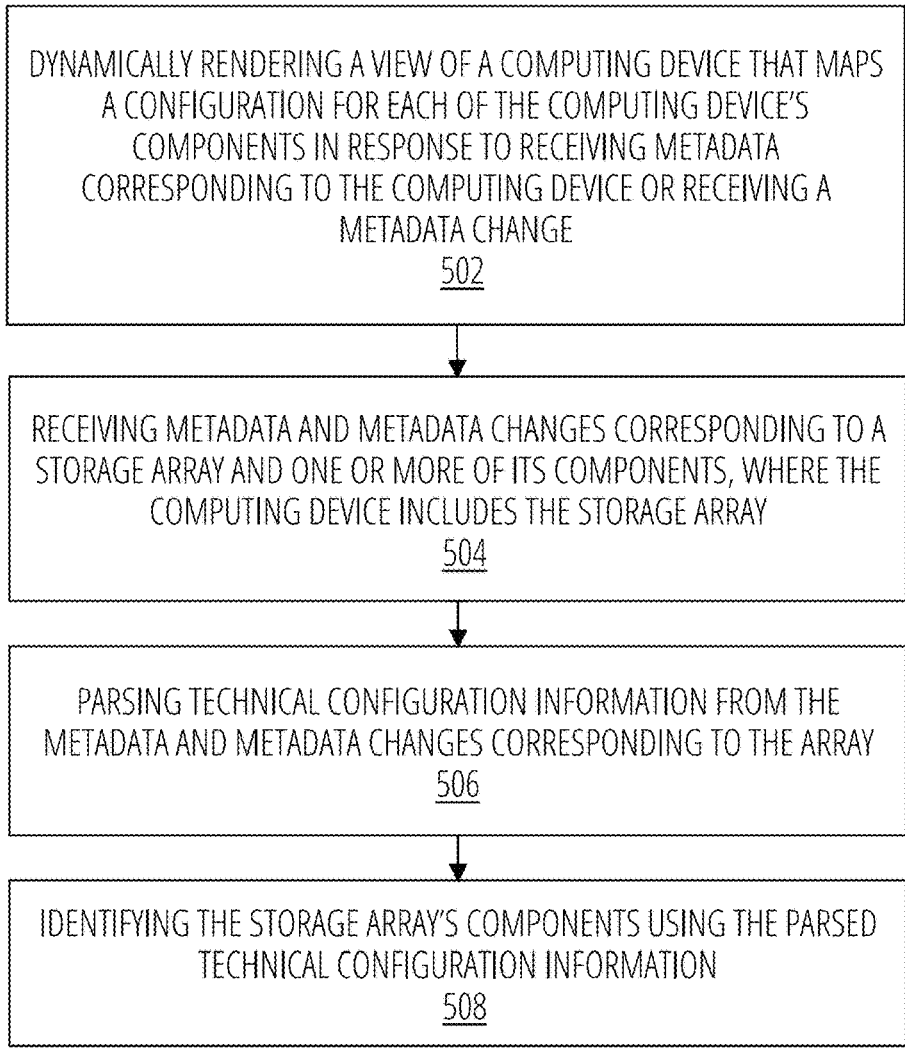 DYNAMICALLY RENDERING A VIEW OF A COMPUTING DEVICE THAT MAPS
A CONFIGURATION FOR EACH OF THE COMPUTING DEVICE'S
COMPONENTS IN RESPONSE TO RECEIVING METADATA
CORRESPONDING TO THE COMPUTING DEVICE OR RECEIVING A
METADATA CHANGE
502
RECEIVING METADATA AND METADATA CHANGES CORRESPONDING TO A
STORAGE ARRAY AND ONE OR MORE OF ITS COMPONENTS, WHERE THE
COMPUTING DEVICE INCLUDES THE STORAGE ARRAY
504
PARSING TECHNICAL CONFIGURATION INFORMATION FROM THE
METADATA AND METADATA CHANGES CORRESPONDING TO THE ARRAY
506
IDENTIFYING THE STORAGE ARRAY'S COMPONENTS USING THE PARSED
TECHNICAL CONFIGURATION INFORMATION
508